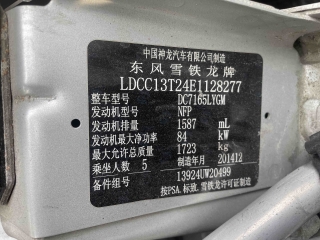 中国神龙汽车有限公司制造
东风雪铁龙牌
LDCC13T24E1128277
整车型号 DC7165LYGM
发动机型号 NFP
发动机排量 1587 mL
发动机最大净功率 84 kW
最大允许总质量 1723 kg
乘坐人数 5 制造年月 201412
备件组号 13924UW20499
按PSA.标致.雪铁龙许可证制造